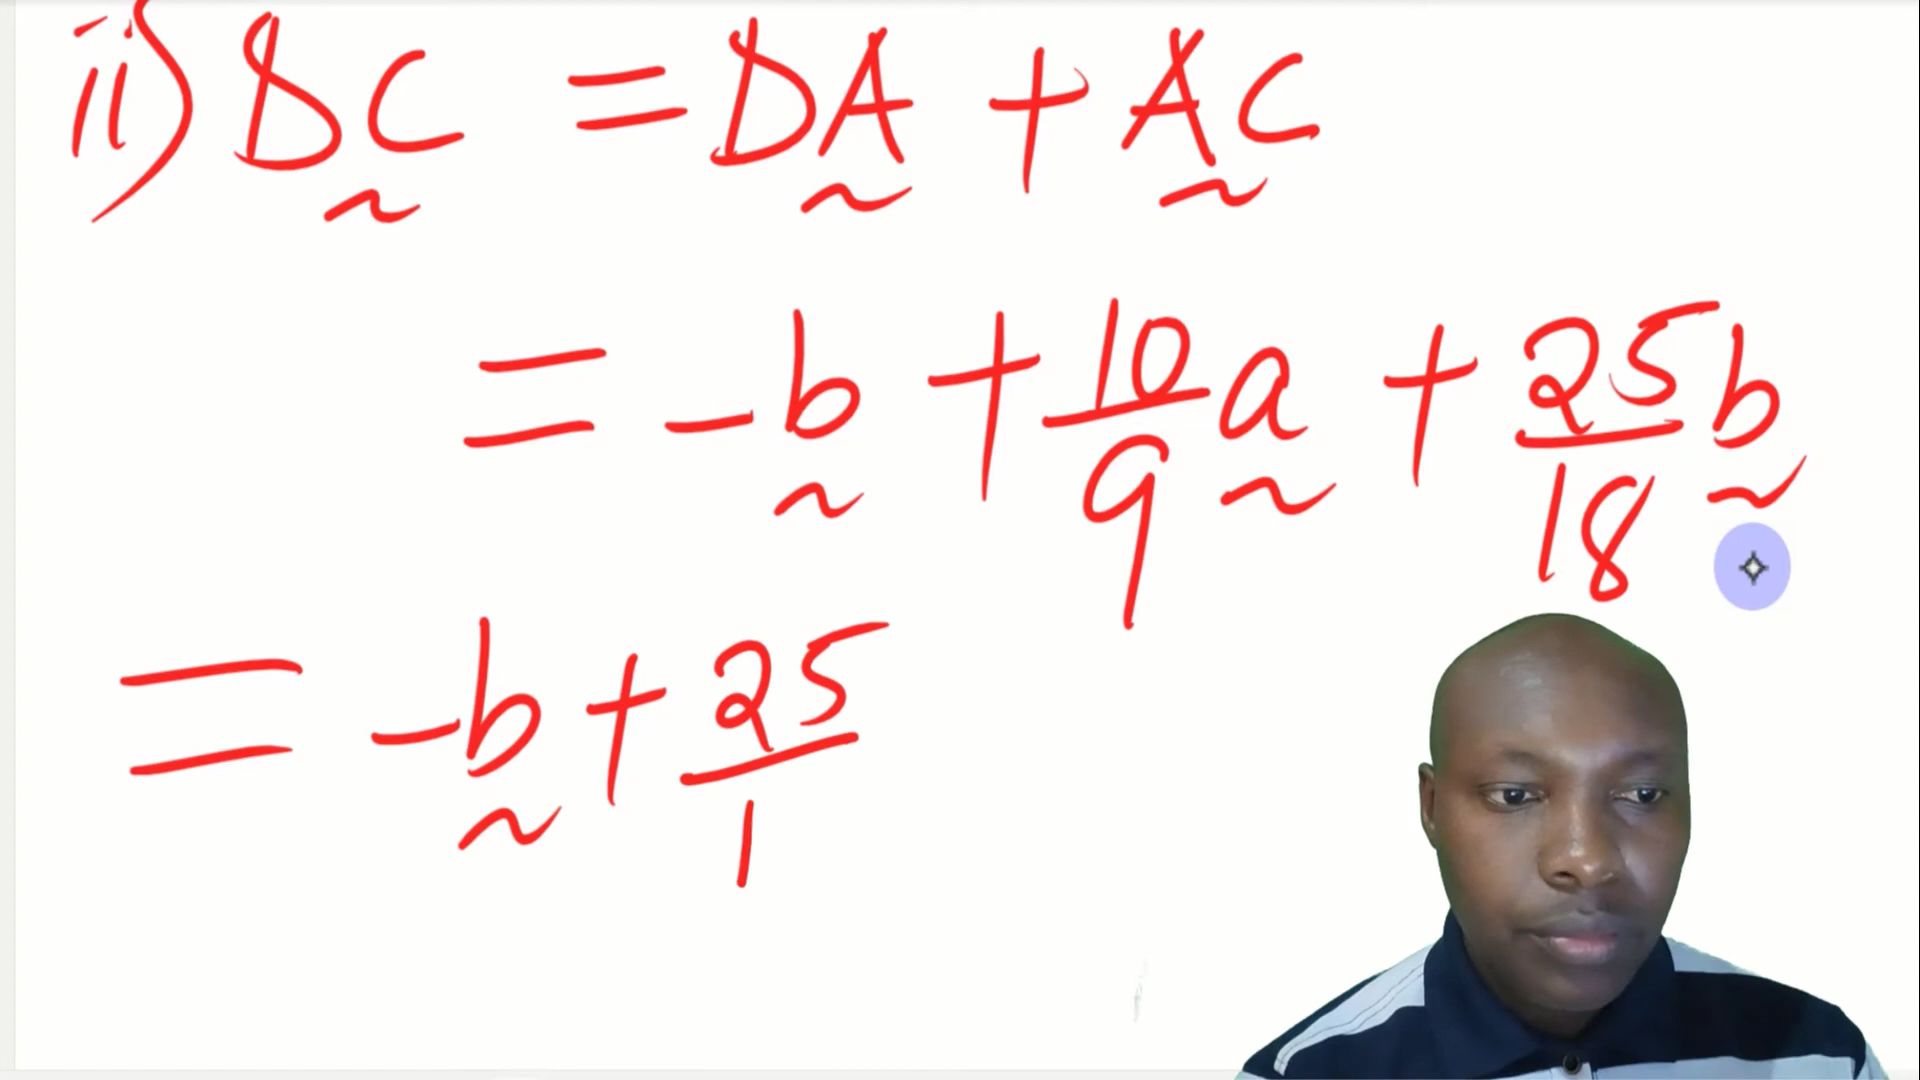 ii) DC = DA + AC
= -b + 10/9 a + 25/18 b
= -b + 25/1